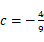 c = −4/9